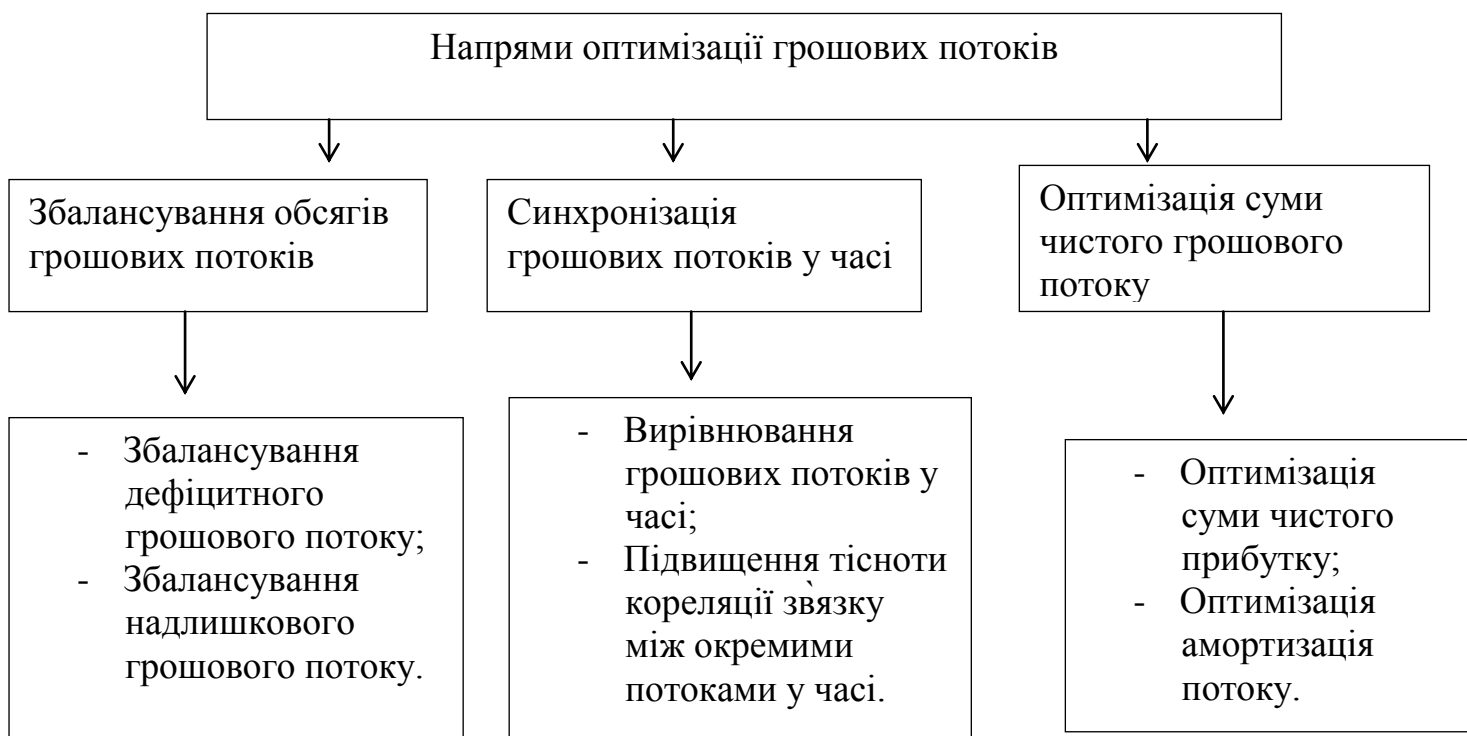 Напрями оптимізації грошових потоків
Збалансування обсягів
грошових потоків
Синхронізація
грошових потоків у часі
Оптимізація суми
чистого грошового
потоку
- Збалансування
дефіцитного
грошового потоку;
- Збалансування
надлишкового
грошового потоку.
- Вирівнювання
грошових потоків у
часі;
- Підвищення тісноти
кореляції зв`язку
між окремими
потоками у часі.
- Оптимізація
суми чистого
прибутку;
- Оптимізація
амортизація
потоку.